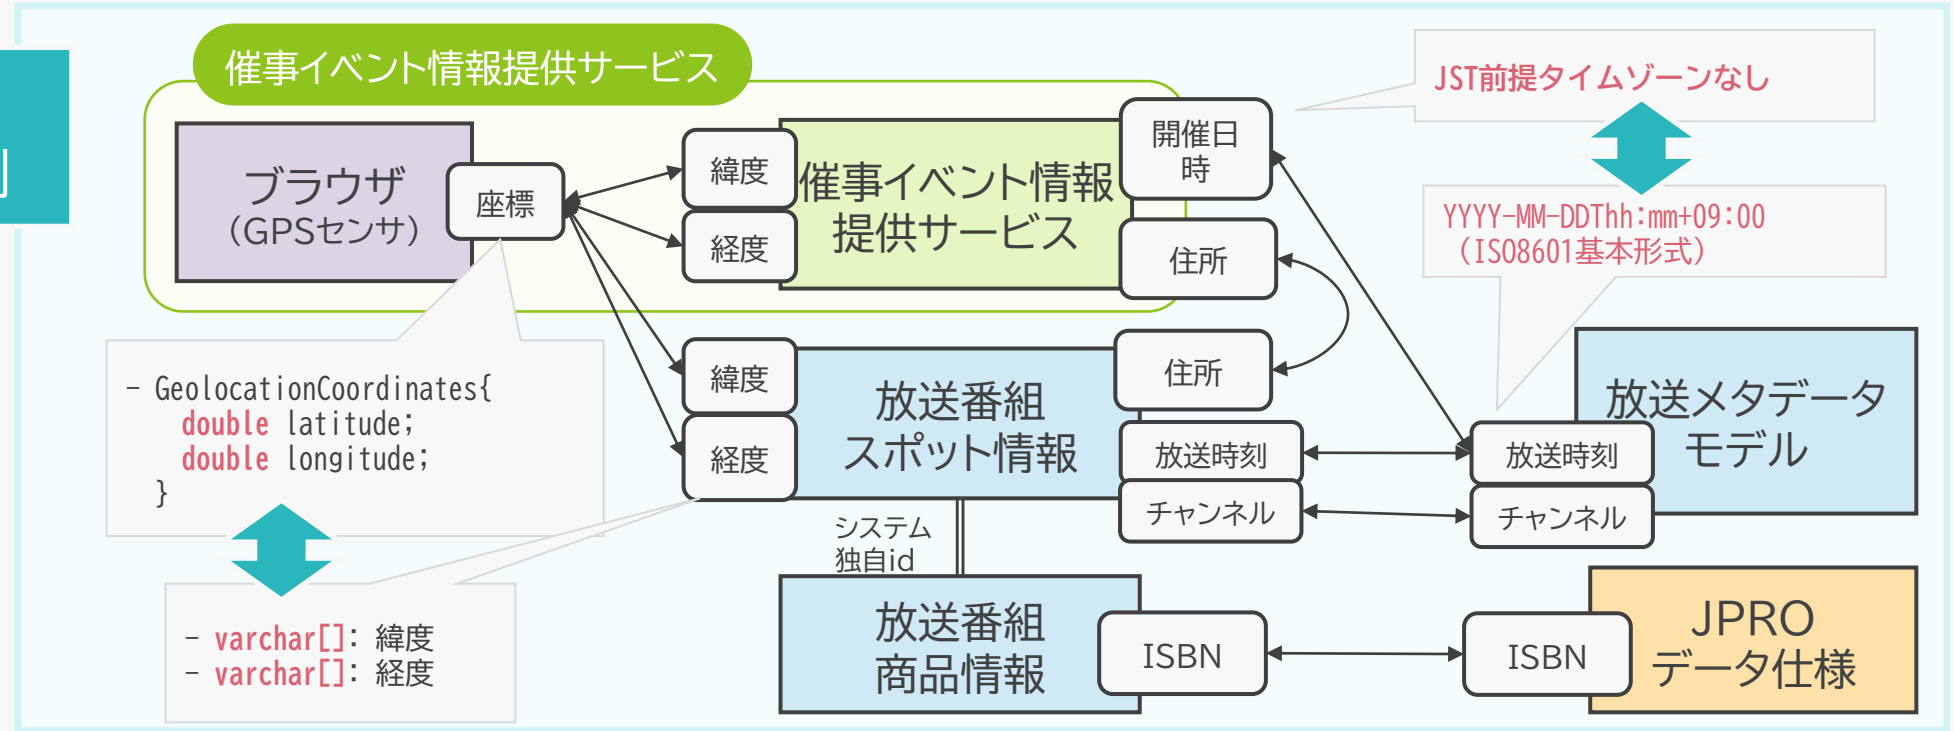 催事イベント情報提供サービス
ブラウザ
（GPSセンサ）
座標
緯度
経度
催事イベント情報
提供サービス
開催日
時
住所
JST前提タイムゾーンなし
YYYY-MM-DDThh:mm+09:00
（ISO8601基本形式）
- GeolocationCoordinates{
double latitude;
double longitude;
}
- varchar[]: 緯度
- varchar[]: 経度
緯度
経度
放送番組
スポット情報
住所
放送時刻
チャンネル
放送時刻
チャンネル
放送メタデータ
モデル
システム
独自id
放送番組
商品情報
ISBN
ISBN
JPRO
データ仕様